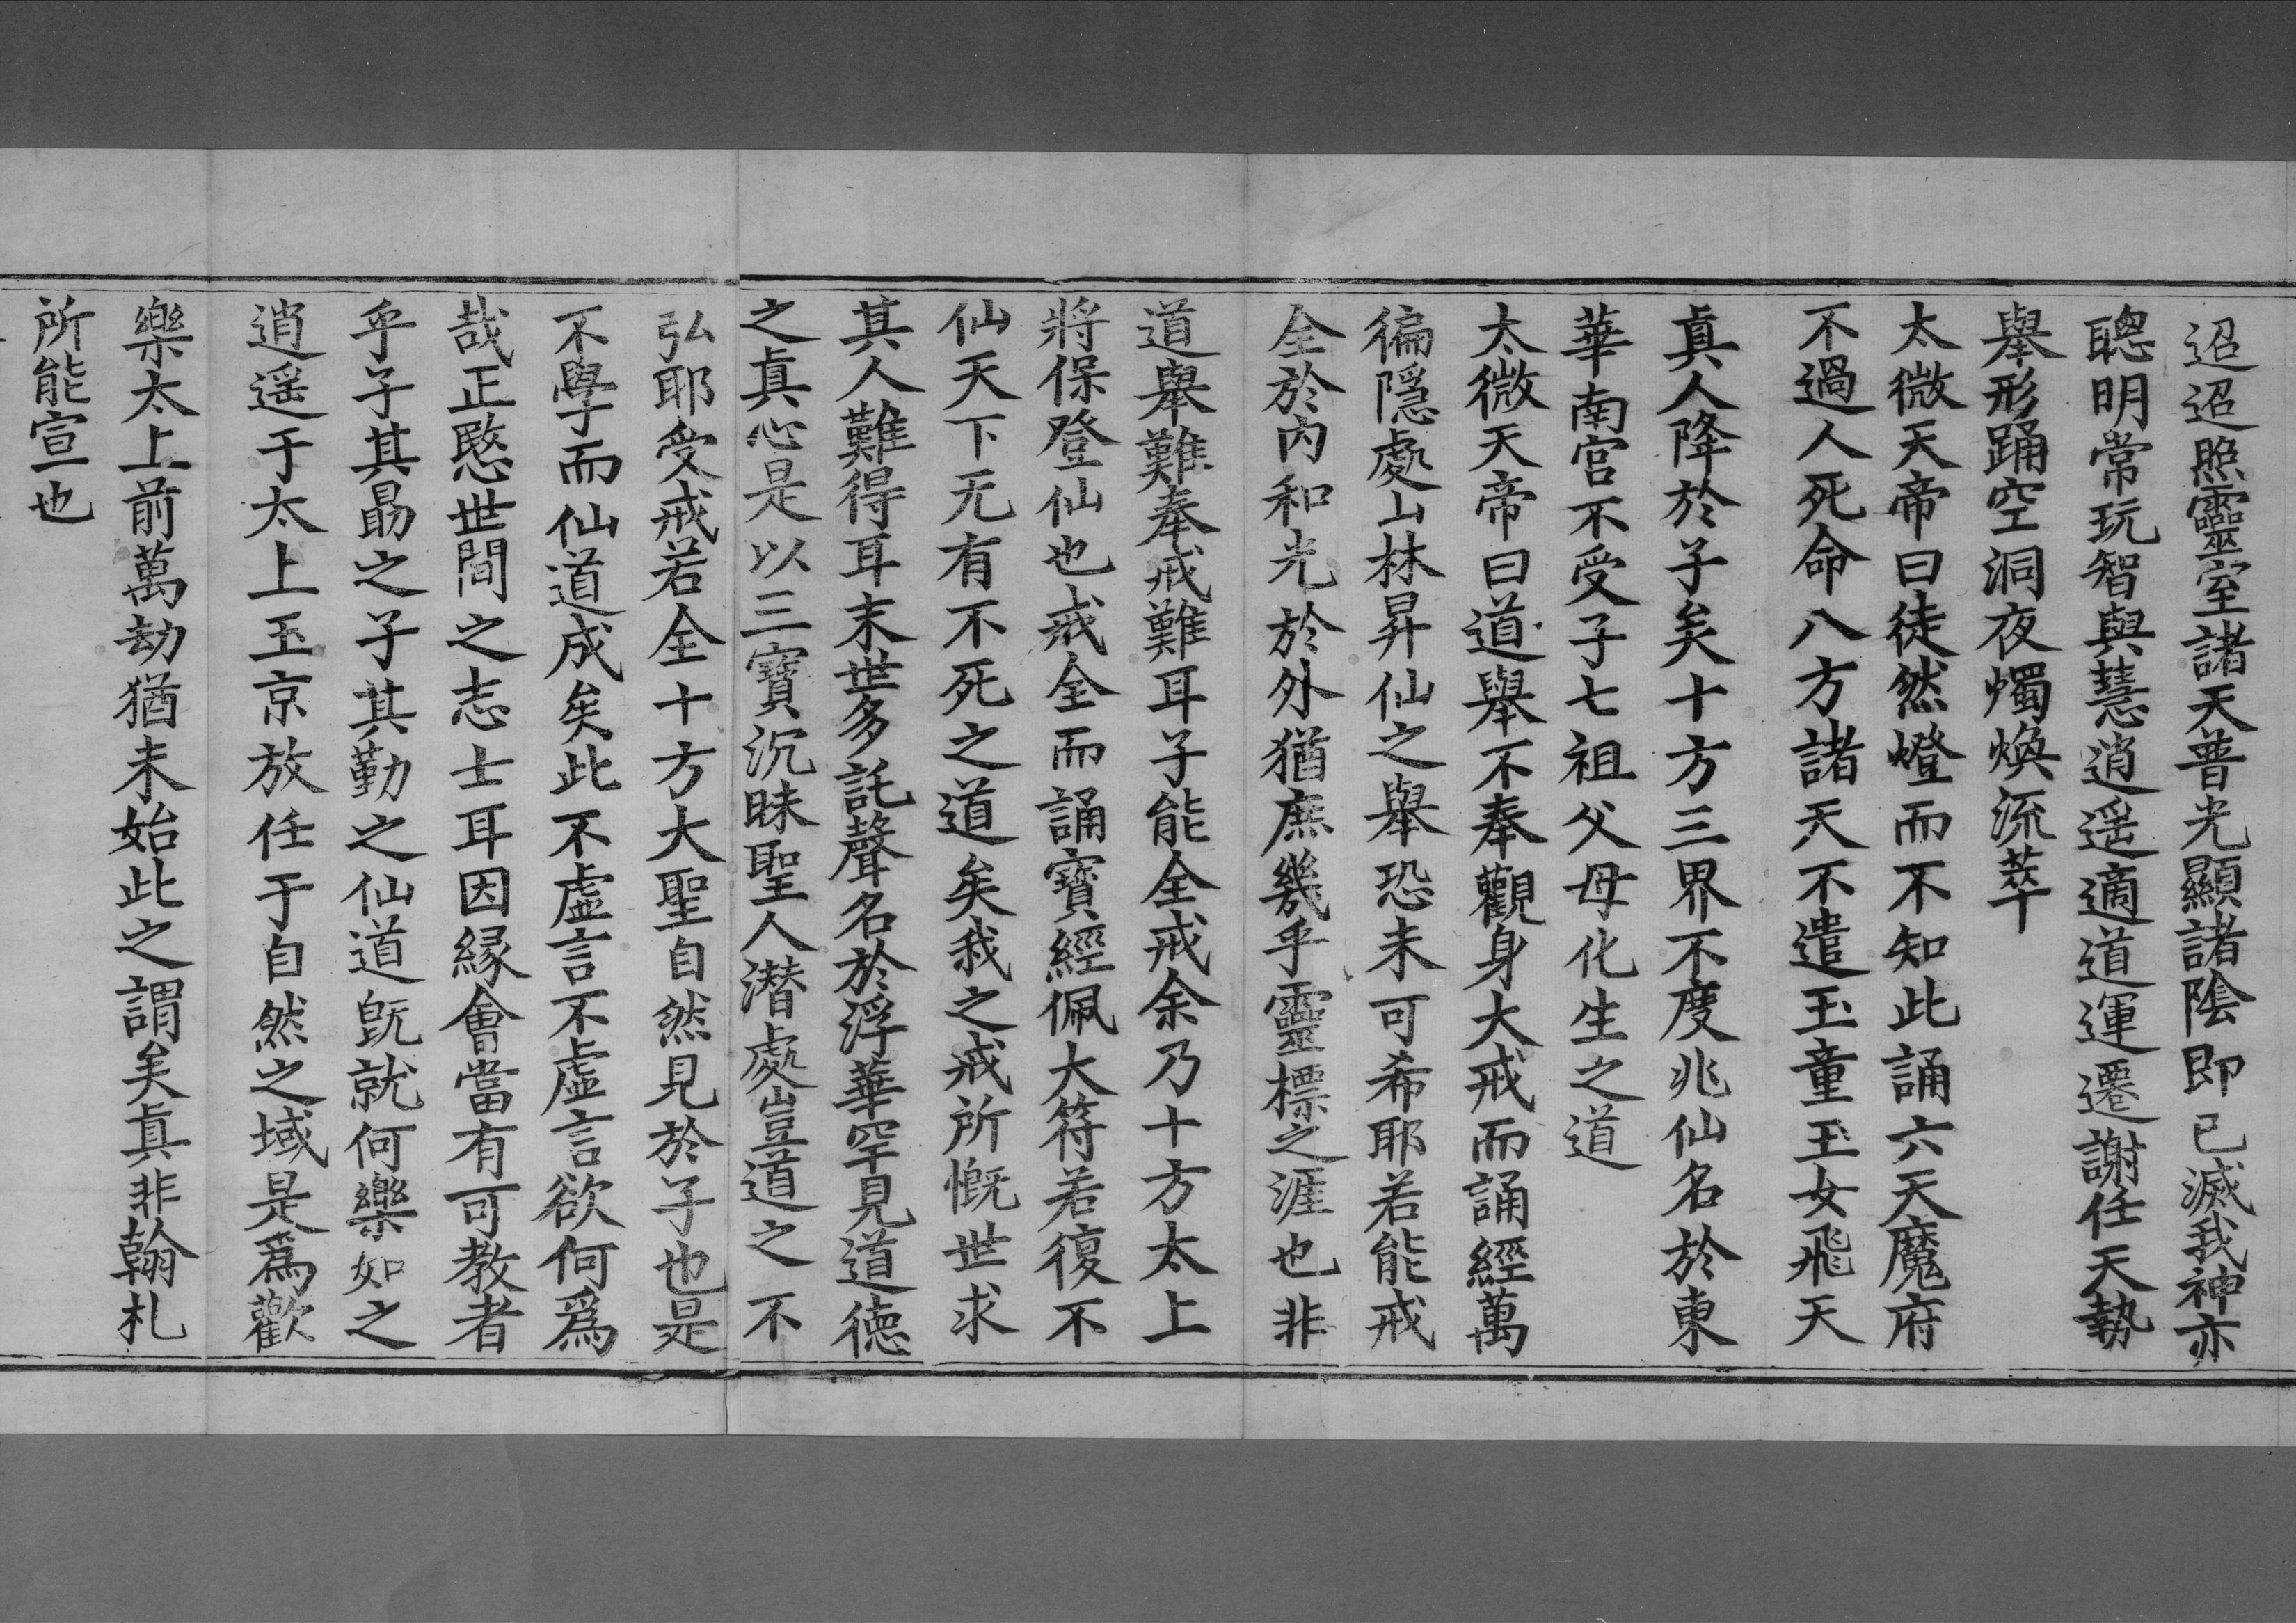 迢迢照靈室諸天普光顯諸陰即已滅我神亦
聰明常玩智與慧逍遥適道運遷謝任天勢
舉形踊空洞夜燭煥流萃
太微天帝曰徒然燈而不知此誦六天魔府
不過人死命八方諸天不遣玉童玉女飛天
真人降於子矣十方三界不度兆仙名於東
華南宫不受子七祖父母化生之道
太微天帝曰道舉不奉觀身大戒而誦經萬
徧隱處山林昇仙之舉恐未可希耶若能戒
全於内和光於外猶庶幾乎靈標之涯也非
道舉難奉戒難耳子能全戒余乃十方太上
將保登仙也戒全而誦寶經佩大符若復不
仙天下无有不死之道矣我之戒所慨世求
其人難得耳末世多託聲名於浮華罕見道德
之真心是以三寶沉昧聖人潛處豈道之不
弘耶受戒若全十方大聖自然見於子也是
不學而仙道成矣此不虚言不虚言欲何爲
哉正愍世間之志士耳因緣會當有可教者
乎子其勗之子其勤之仙道旣就何樂如之
逍遥于太上玉京放任于自然之域是爲歡
樂太上前萬劫猶未始此之謂矣真非翰札
所能宣也